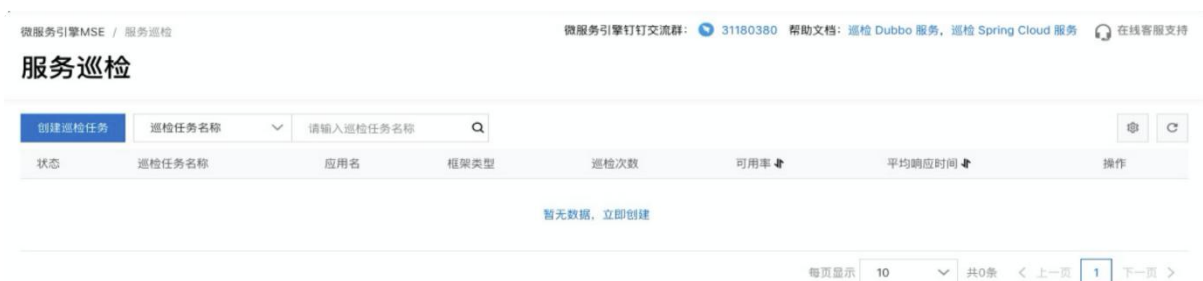 微服务引擎MSE / 服务巡检 微服务引擎钉钉交流群： 31180380 帮助文档：巡检 Dubbo 服务，巡检 Spring Cloud 服务 在线客服支持
服务巡检
创建巡检任务 巡检任务名称 请输入巡检任务名称
状态 巡检任务名称 应用名 框架类型 巡检次数 可用率 平均响应时间 操作
暂无数据，立即创建
每页显示 10 共0条 < 上一页 1 下一页 >